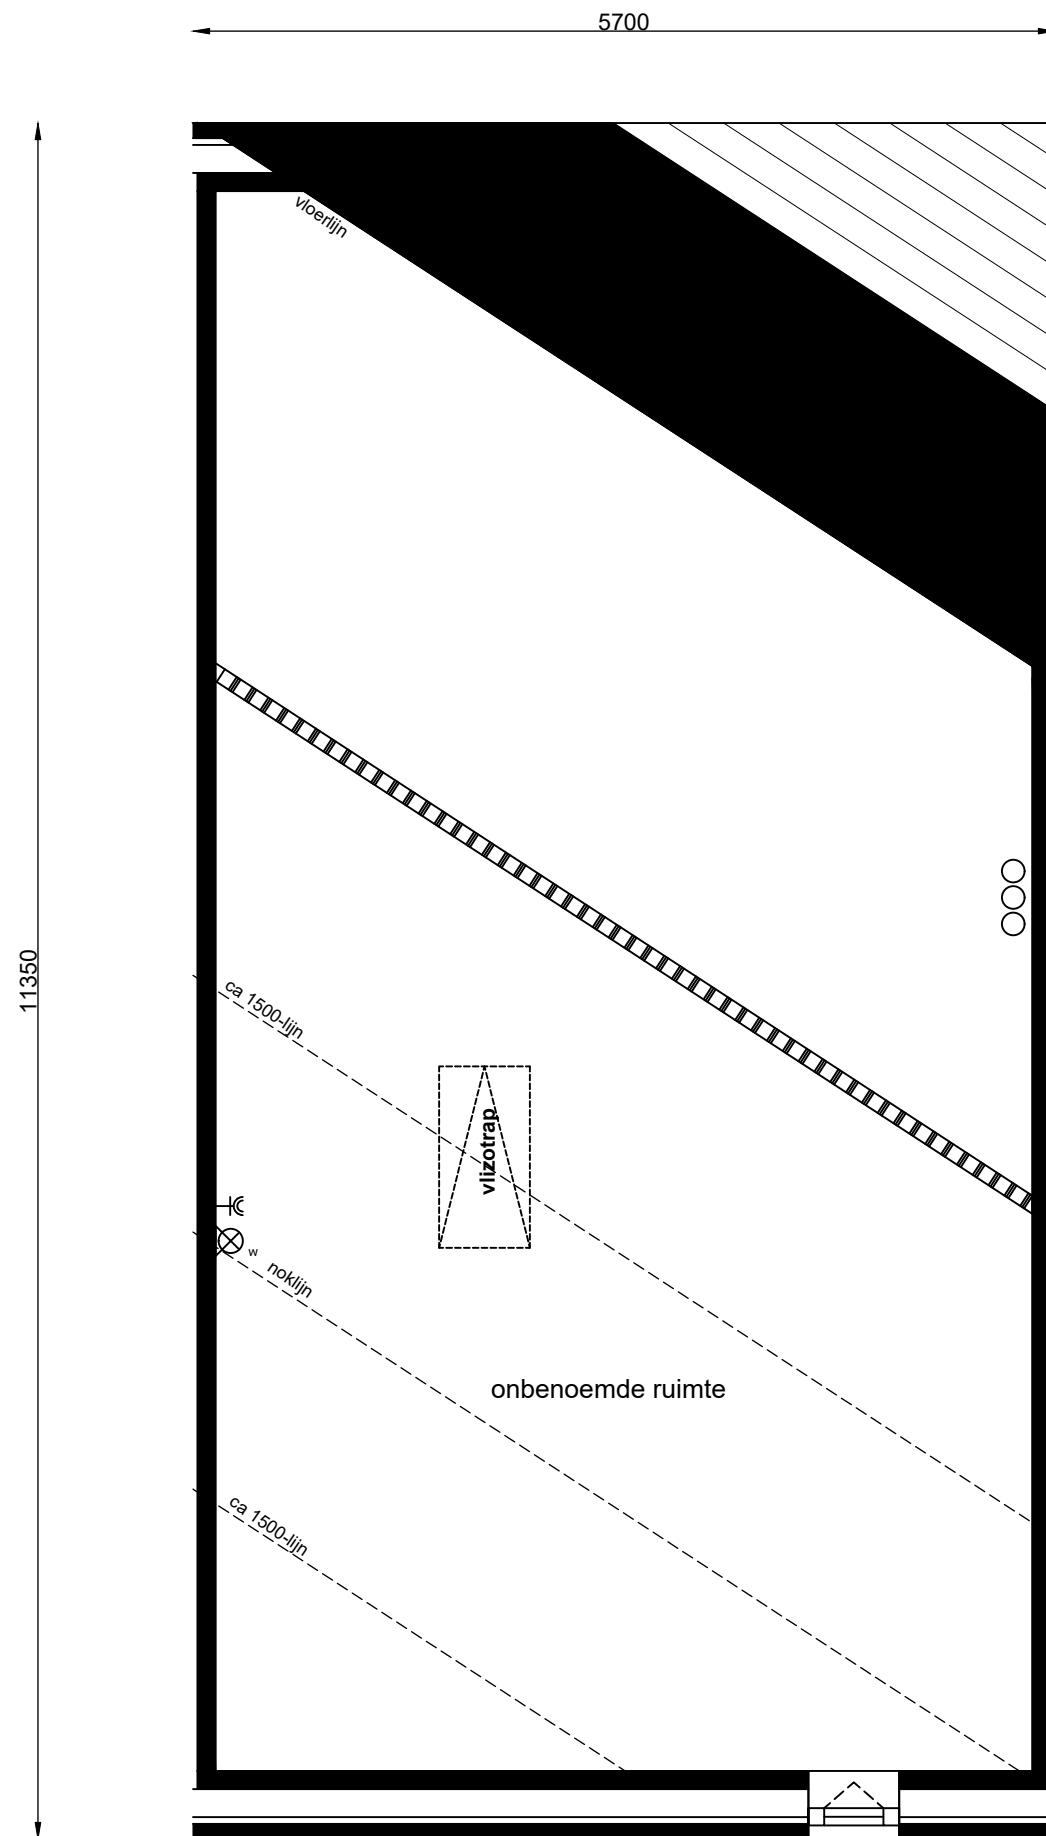 5700
vloerlijn
11350
ca 1500-lijn
vlizotrap
w
noklijn
onbenoemde ruimte
ca 1500-lijn